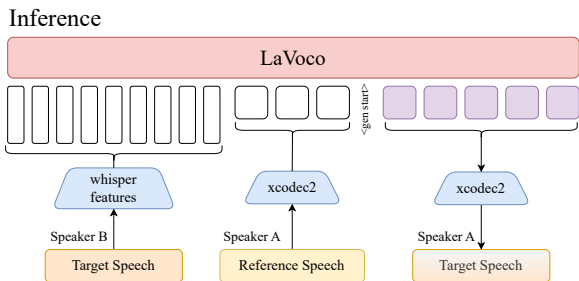 Inference
LaVoco
<gen start>
whisper
features
xcodec2
xcodec2
Speaker B
Speaker A
Speaker A
Target Speech
Reference Speech
Target Speech